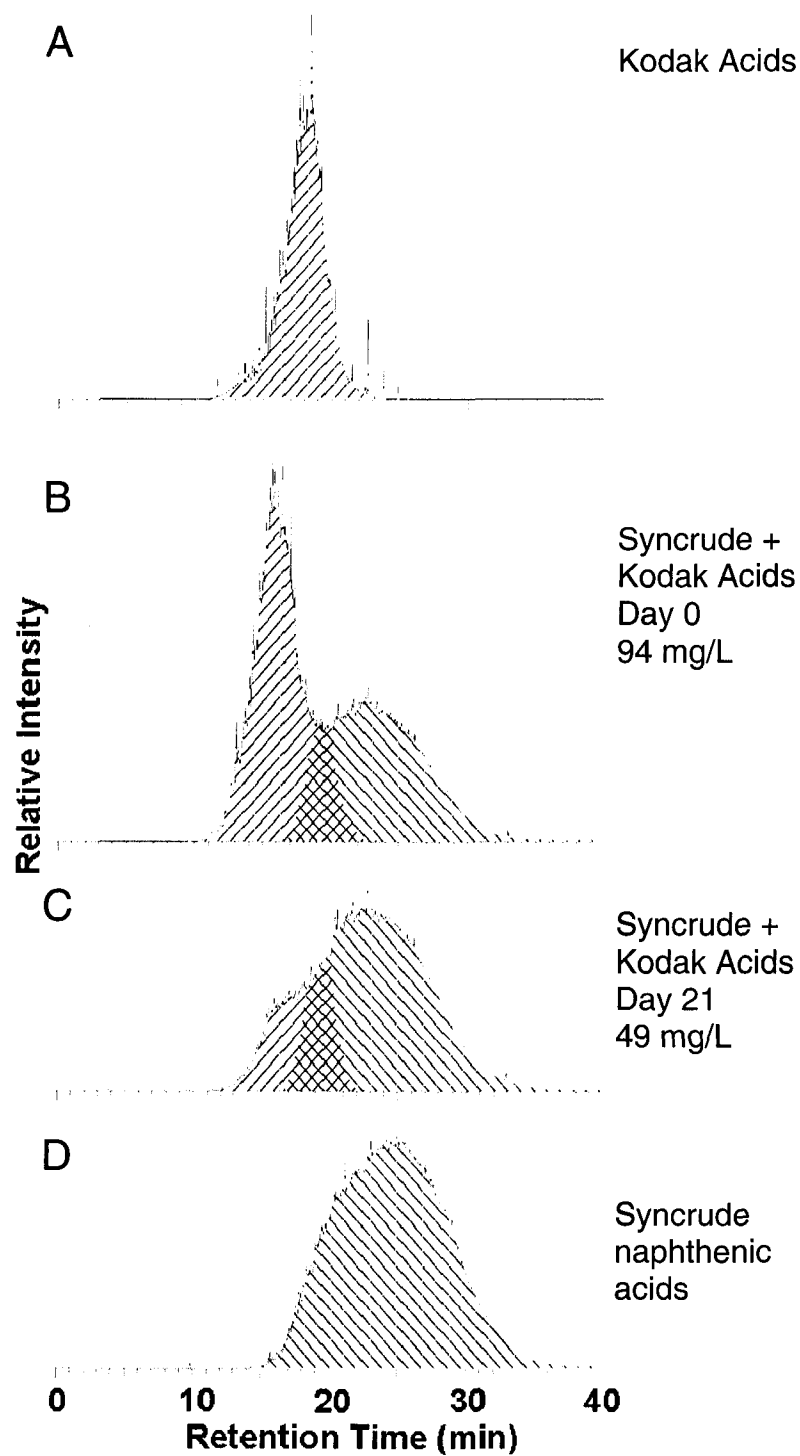 A
Kodak Acids
B
Syncrude +
Kodak Acids
Day 0
94 mg/L
Relative Intensity
C
Syncrude +
Kodak Acids
Day 21
49 mg/L
D
Syncrude
naphthenic
acids
0 10 20 30 40
Retention Time (min)